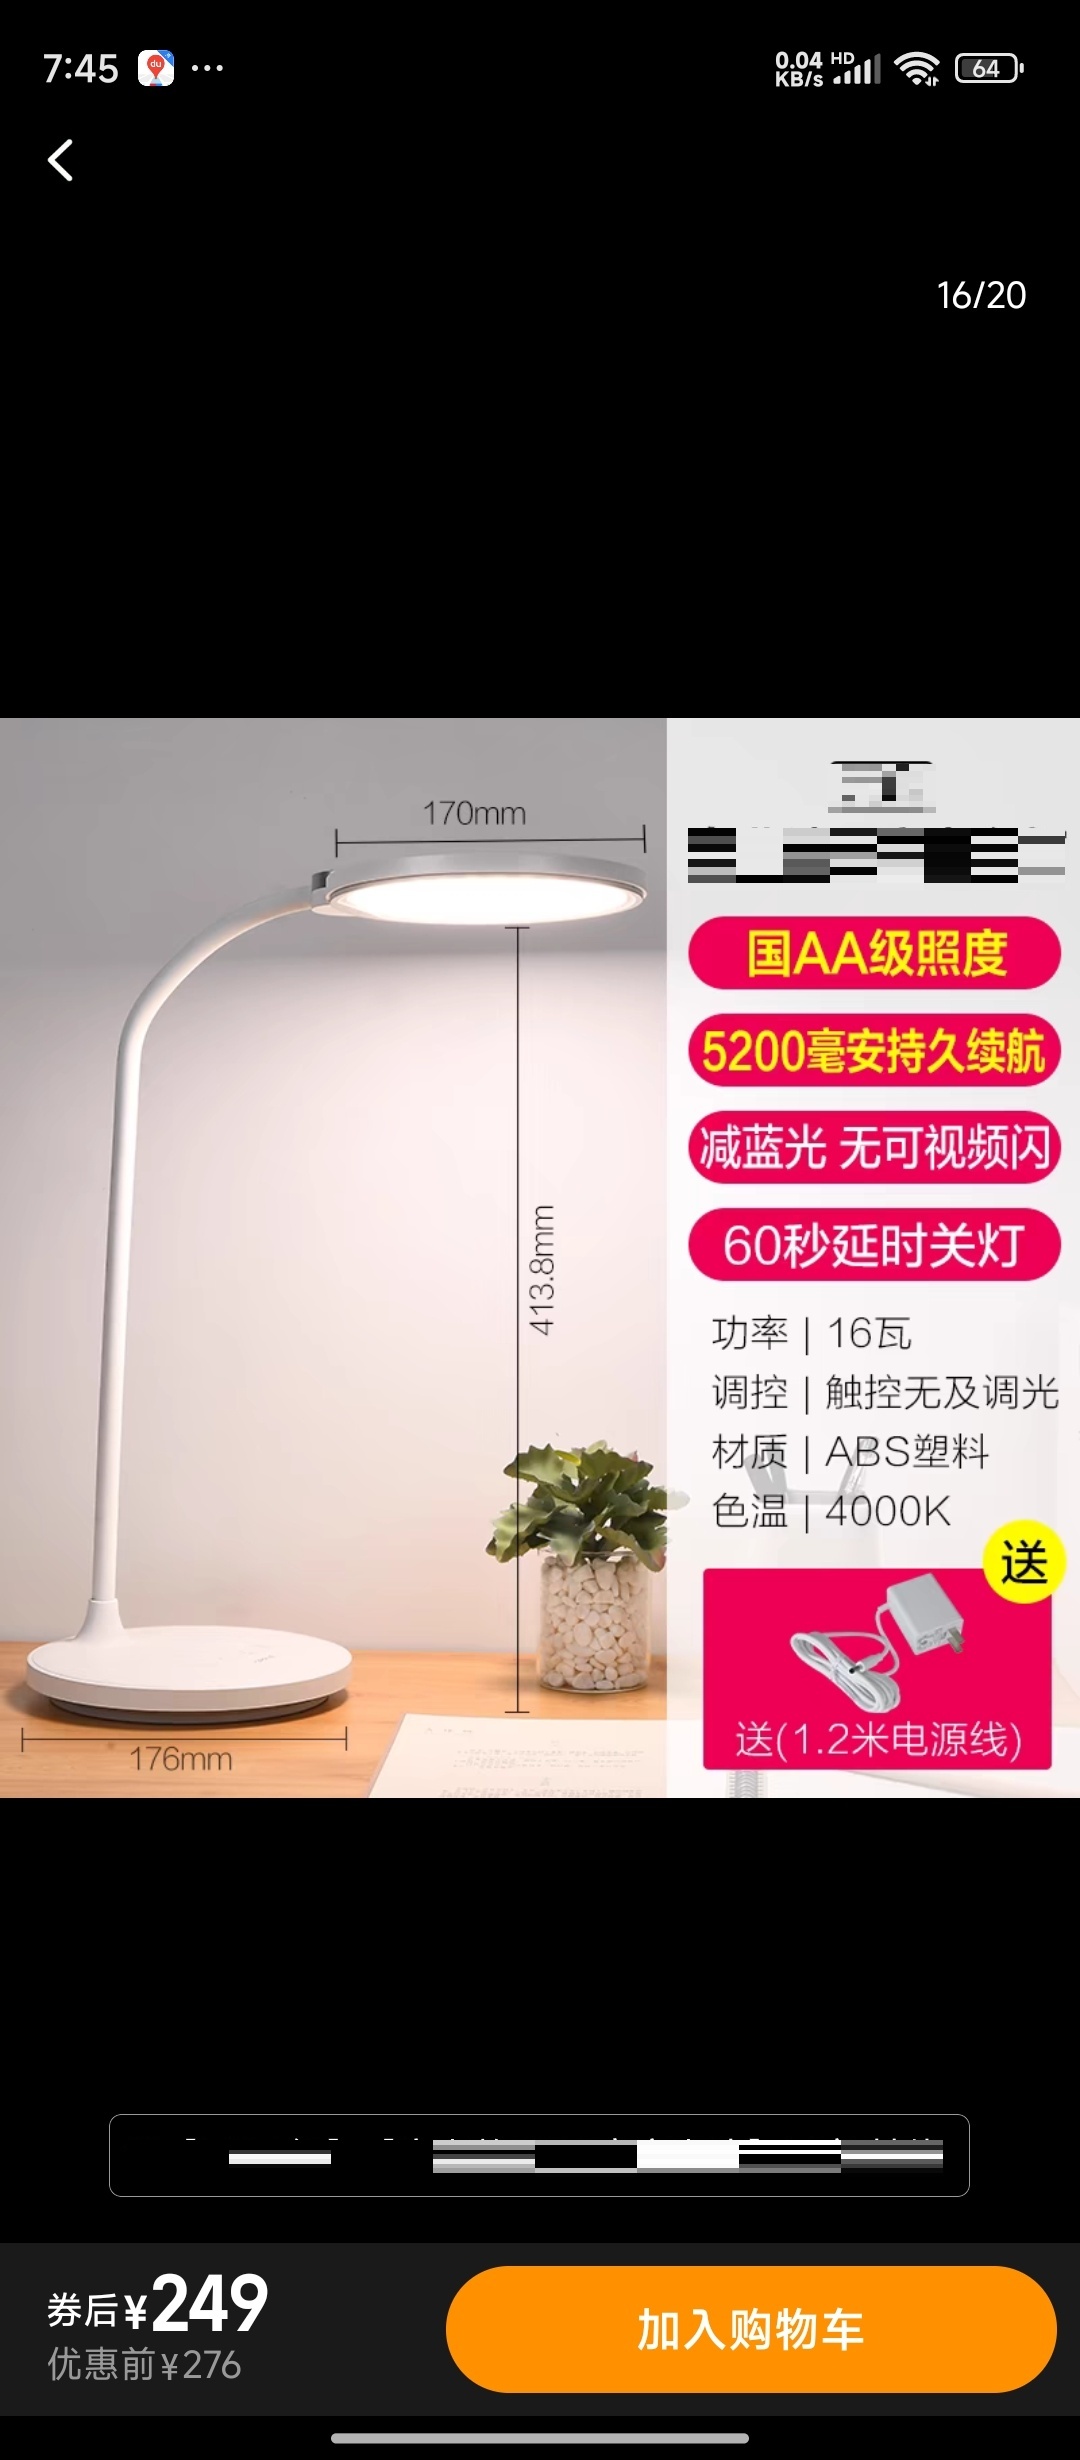 7:45
0.04 KB/s HD 64
16/20
170mm
413.8mm
176mm
国AA级照度
5200毫安持久续航
减蓝光 无可视频闪
60秒延时关灯
功率 | 16瓦
调控 | 触控无及调光
材质 | ABS塑料
色温 | 4000K
送
送(1.2米电源线)
券后¥249
优惠前¥276
加入购物车